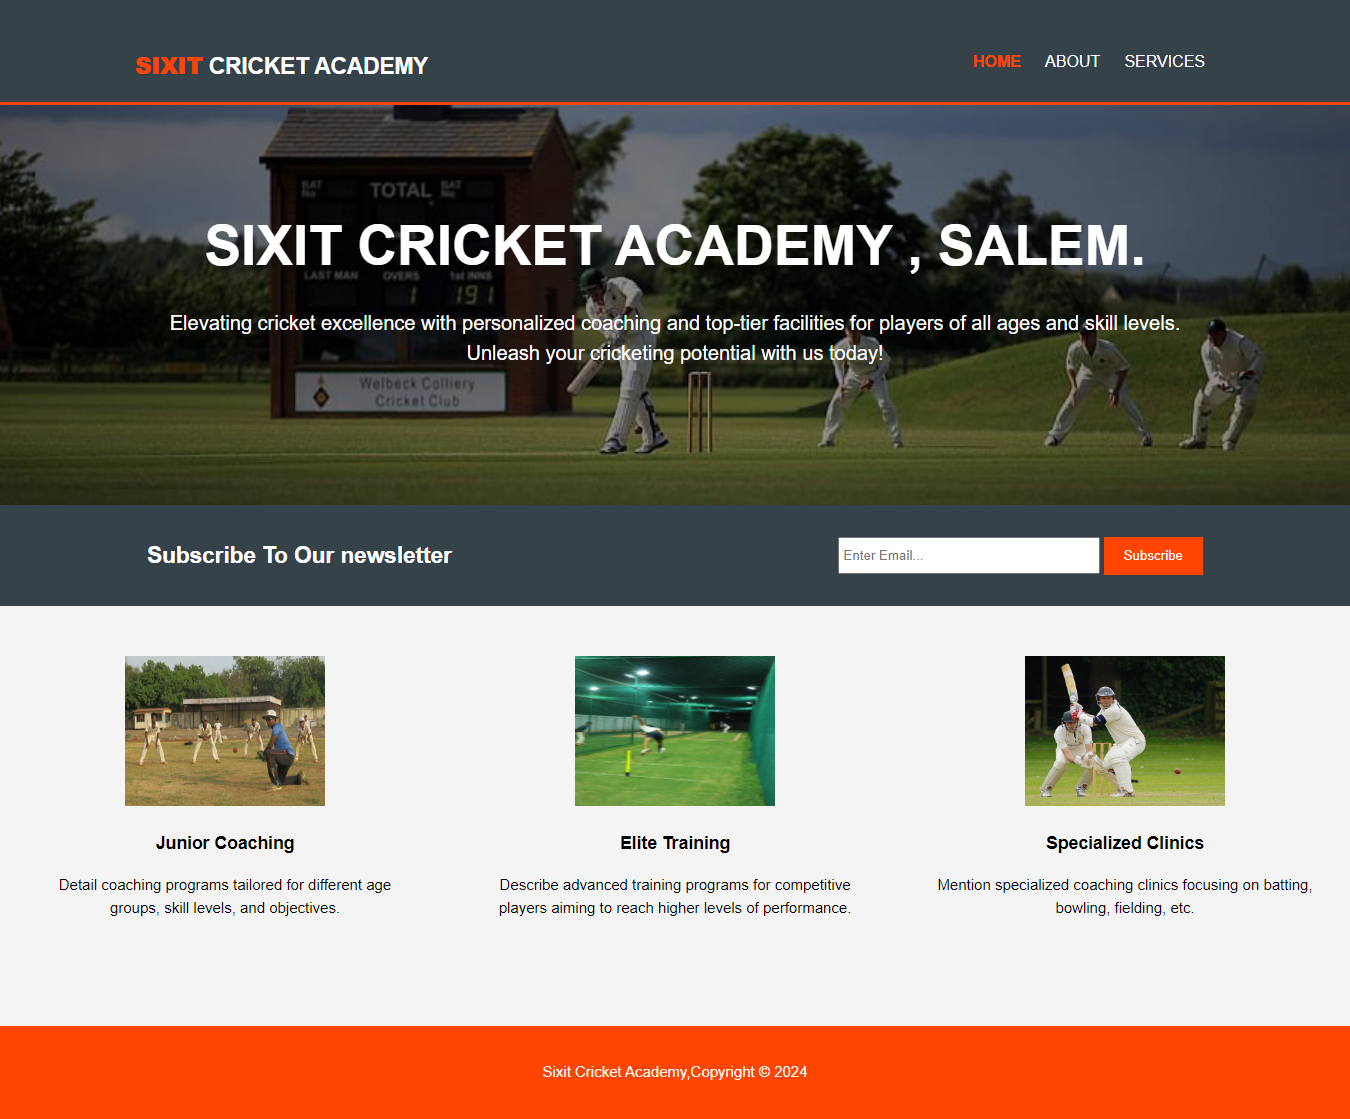 SIXIT CRICKET ACADEMY
HOME ABOUT SERVICES
BAT No TOTAL BAT No
SIXIT CRICKET ACADEMY , SALEM.
LAST MAN OVERS 1st INNS
1 191
Elevating cricket excellence with personalized coaching and top-tier facilities for players of all ages and skill levels.
Unleash your cricketing potential with us today!
Welbeck Colliery
Cricket Club
Subscribe To Our newsletter
Enter Email...
Subscribe
Junior Coaching
Detail coaching programs tailored for different age
groups, skill levels, and objectives.
Elite Training
Describe advanced training programs for competitive
players aiming to reach higher levels of performance.
Specialized Clinics
Mention specialized coaching clinics focusing on batting,
bowling, fielding, etc.
Sixit Cricket Academy,Copyright © 2024